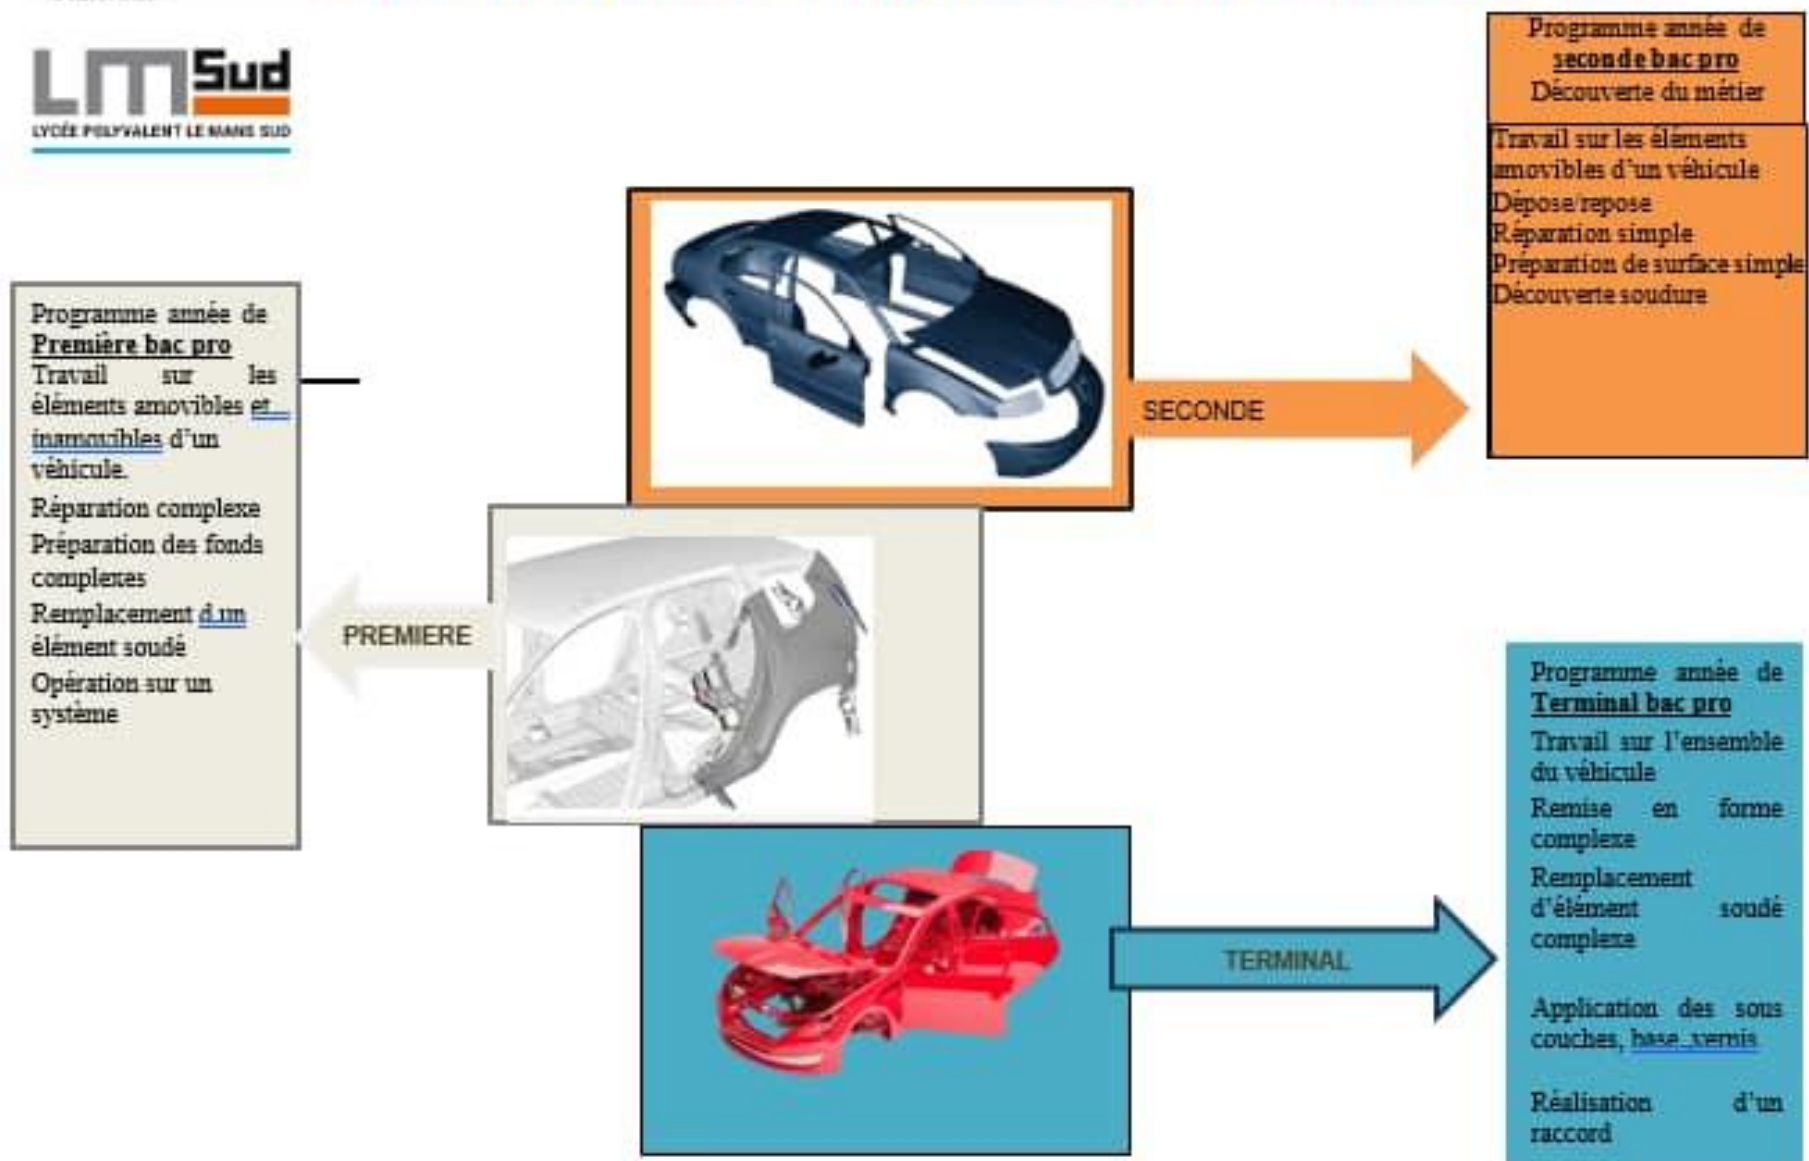 LM Sud
LYCÉE POLYVALENT LE MANS SUD
Programme année de
seconde bac pro
Découverte du métier
Travail sur les éléments
amovibles d'un véhicule
Dépose/repose
Réparation simple
Préparation de surface simple
Découverte soudure
SECONDE
Programme année de
Première bac pro
Travail sur les
éléments amovibles et
inamovibles d'un
véhicule.
Réparation complexe
Préparation des fonds
complexes
Remplacement d un
élément soudé
Opération sur un
système
PREMIERE
TERMINAL
Programme année de
Terminal bac pro
Travail sur l'ensemble
du véhicule
Remise en forme
complexe
Remplacement
d'élément soudé
complexe
Application des sous
couches, base ,vernis
Réalisation d'un
raccord